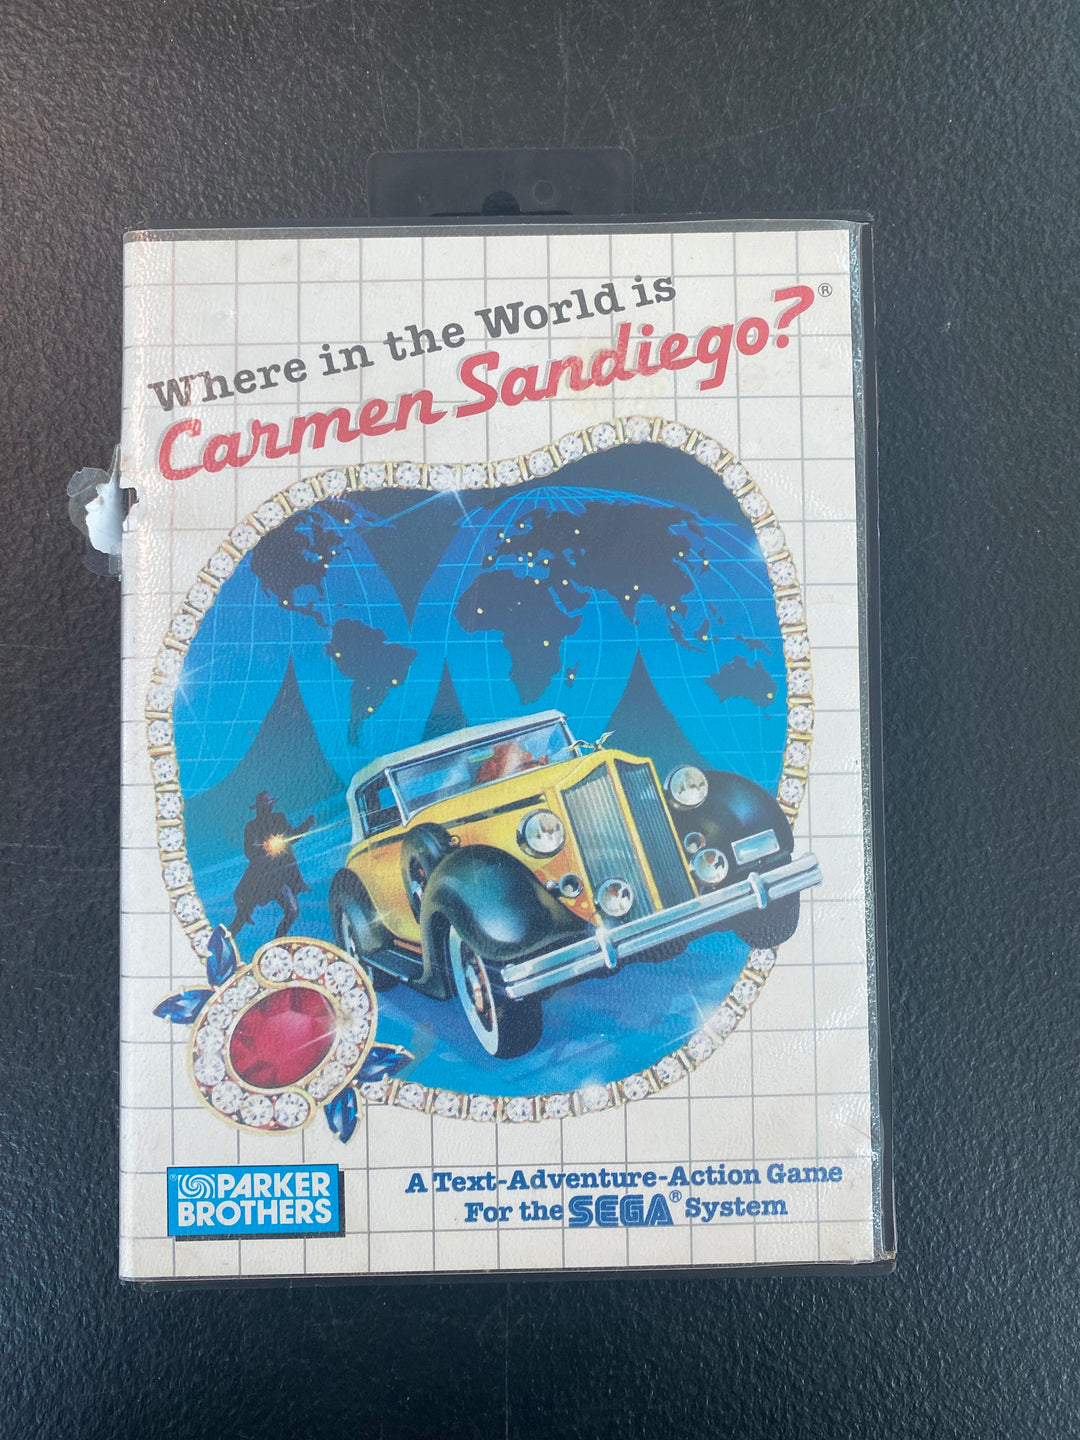 Where in the World is
Carmen Sandiego?®
PARKER
BROTHERS
A Text-Adventure-Action Game
For the SEGA® System